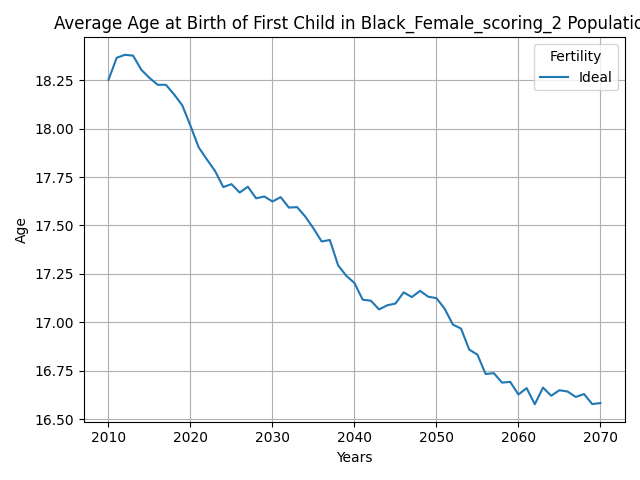 Average Age at Birth of First Child in Black_Female_scoring_2 Populatio
Fertility
Ideal
Age
18.25
18.00
17.75
17.50
17.25
17.00
16.75
16.50
2010 2020 2030 2040 2050 2060 2070
Years